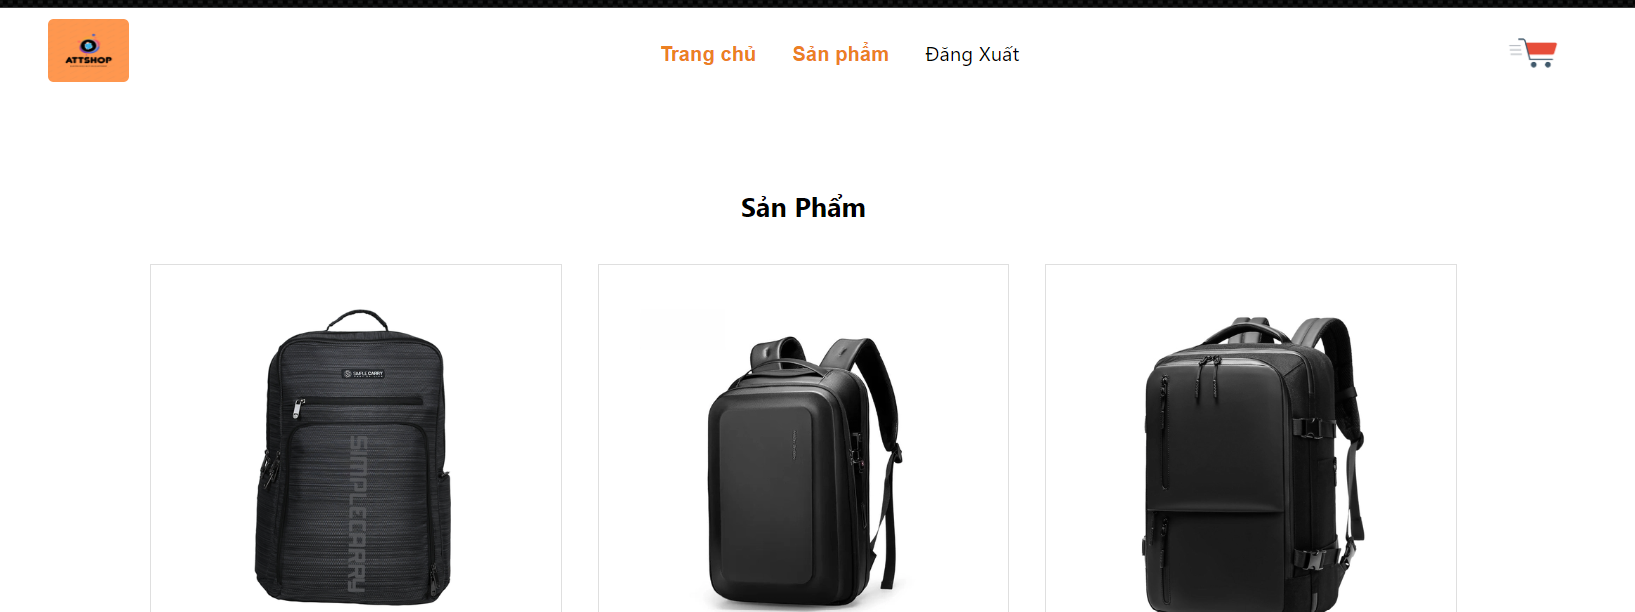 ATTSHOP
Trang chủ
Sản phẩm
Đăng Xuất
Sản Phẩm
SIMPLECARRY